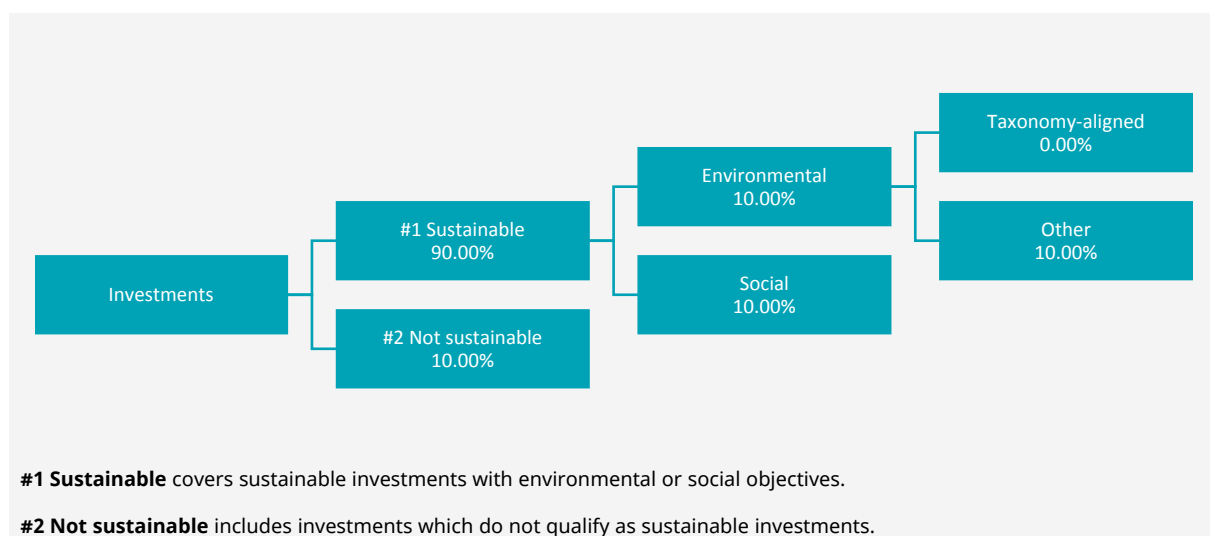 Investments
#1 Sustainable
90.00%
#2 Not sustainable
10.00%
Environmental
10.00%
Social
10.00%
Taxonomy-aligned
0.00%
Other
10.00%
#1 Sustainable covers sustainable investments with environmental or social objectives.
#2 Not sustainable includes investments which do not qualify as sustainable investments.